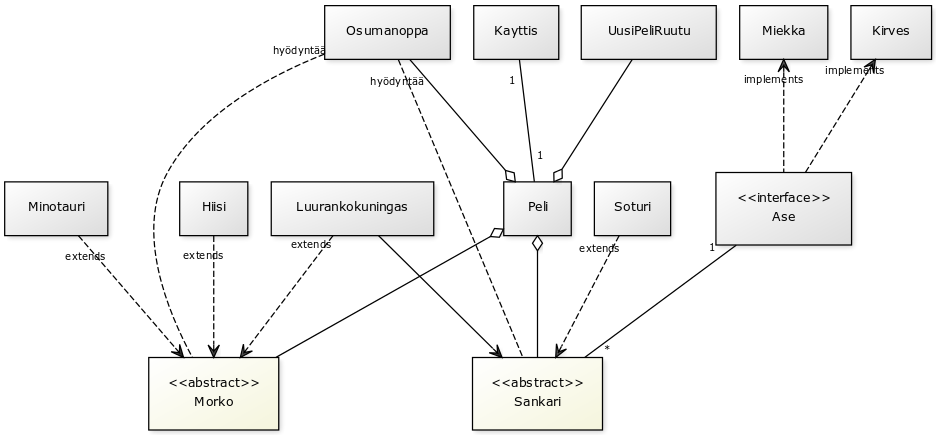 Osumanoppa
Kayttis
UusiPeliRuutu
Miekka
Kirves
hyödyntää
hyödyntää
1
implements
implements
1
Minotauri
Hiisi
Luurankokuningas
Peli
Soturi
<<interface>>
Ase
extends
extends
extends
extends
1
*
<<abstract>>
Morko
<<abstract>>
Sankari